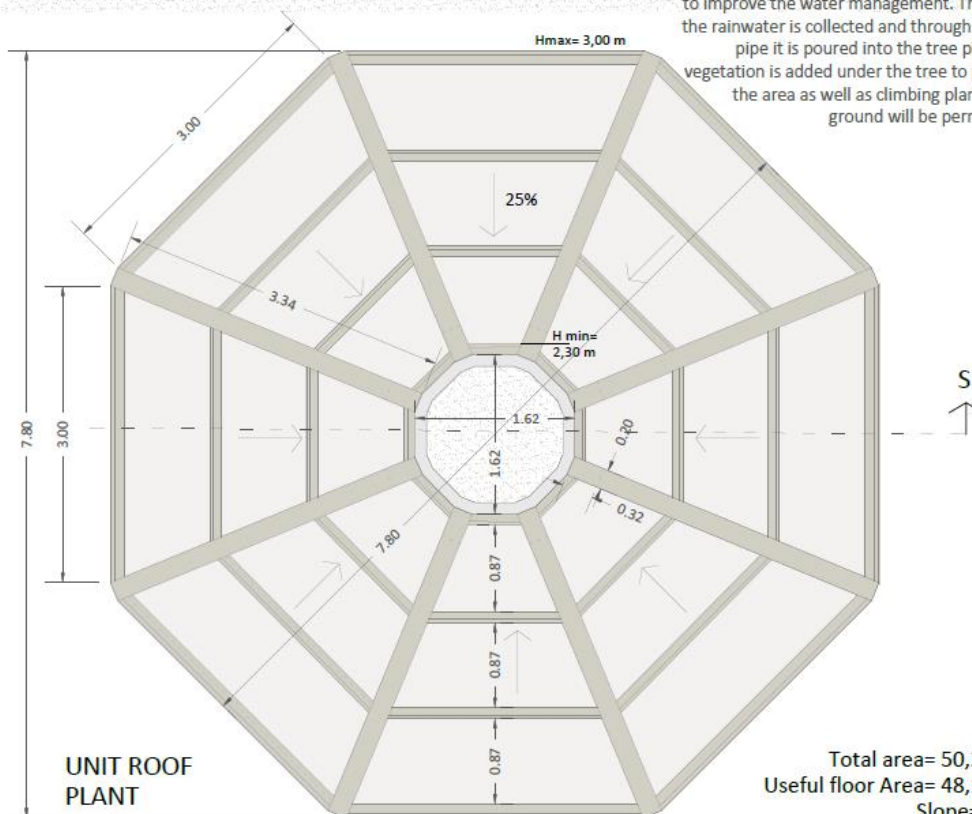 to improve the water management. Th
the rainwater is collected and through
pipe it is poured into the tree p
vegetation is added under the tree to
the area as well as climbing plan
ground will be perm
Hmax= 3,00 m
3.00
25%
3.34
H min=
2,30 m
7.80
3.00
1.62
1.62
0.20
0.32
7.80
0.87
0.87
0.87
S
UNIT ROOF
PLANT
Total area= 50,
Useful floor Area= 48,
Slope=